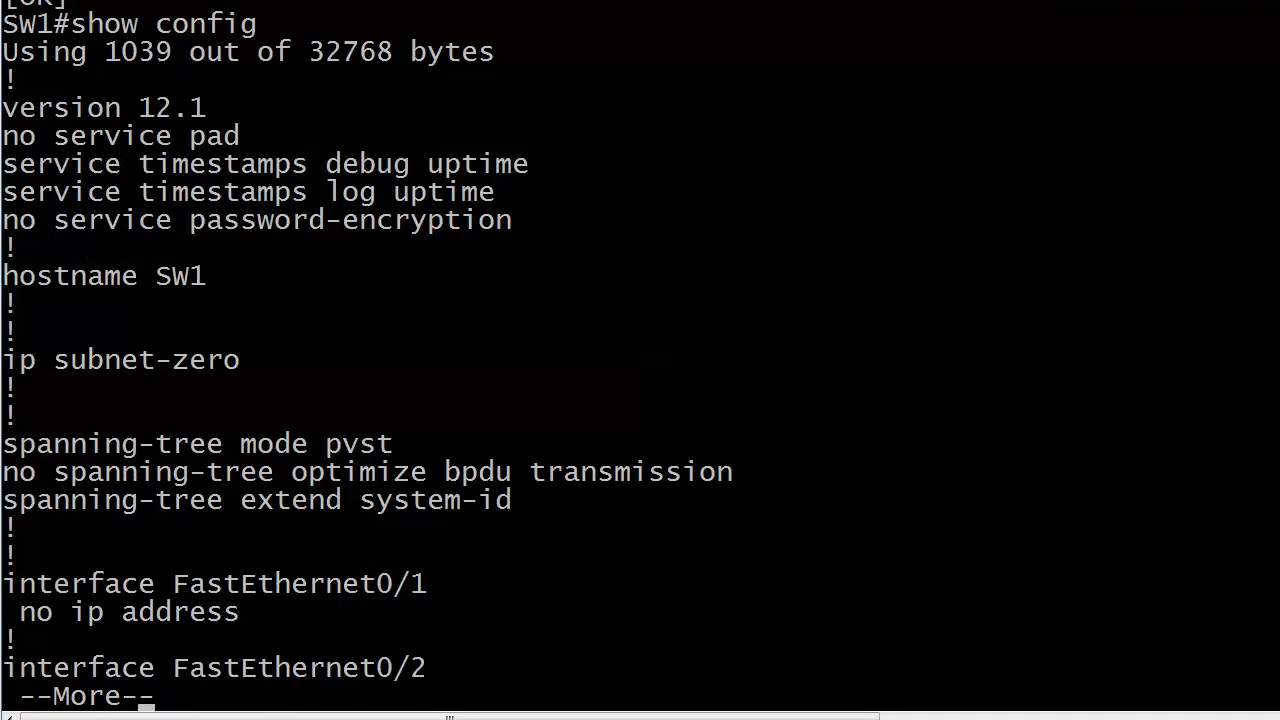 [OK]
SW1#show config
Using 1039 out of 32768 bytes
!
version 12.1
no service pad
service timestamps debug uptime
service timestamps log uptime
no service password-encryption
!
hostname SW1
!
!
ip subnet-zero
!
!
spanning-tree mode pvst
no spanning-tree optimize bpdu transmission
spanning-tree extend system-id
!
!
interface FastEthernet0/1
 no ip address
!
interface FastEthernet0/2
 --More--